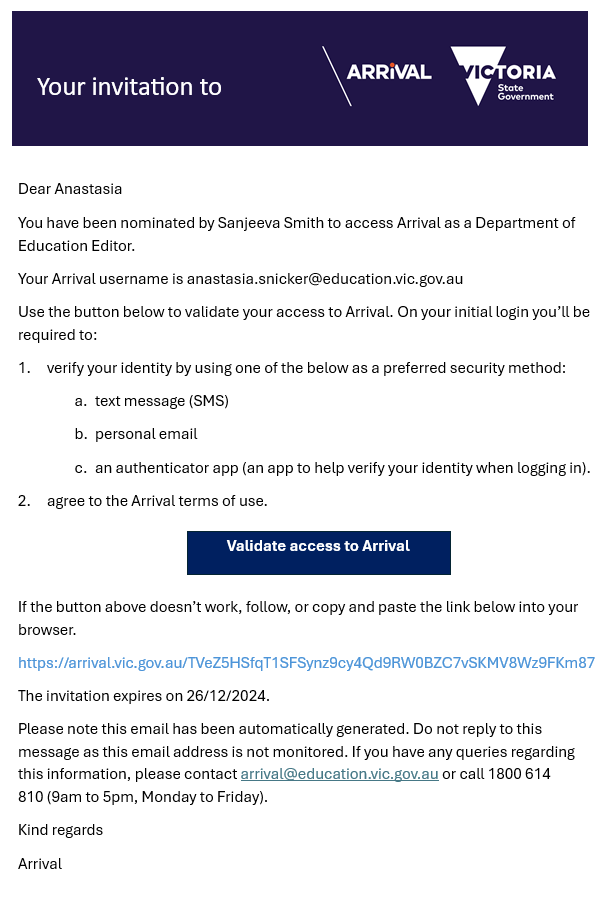 Your invitation to
ARRiVAL
VICTORIA
State
Government
Dear Anastasia
You have been nominated by Sanjeeva Smith to access Arrival as a Department of
Education Editor.
Your Arrival username is anastasia.snicker@education.vic.gov.au
Use the button below to validate your access to Arrival. On your initial login you’ll be
required to:
1. verify your identity by using one of the below as a preferred security method:
a. text message (SMS)
b. personal email
c. an authenticator app (an app to help verify your identity when logging in).
2. agree to the Arrival terms of use.
Validate access to Arrival
If the button above doesn’t work, follow, or copy and paste the link below into your
browser.
https://arrival.vic.gov.au/TVeZ5HSfqT1SFSynz9cy4Qd9RW0BZC7vSKMV8Wz9FKm87
The invitation expires on 26/12/2024.
Please note this email has been automatically generated. Do not reply to this
message as this email address is not monitored. If you have any queries regarding
this information, please contact arrival@education.vic.gov.au or call 1800 614
810 (9am to 5pm, Monday to Friday).
Kind regards
Arrival